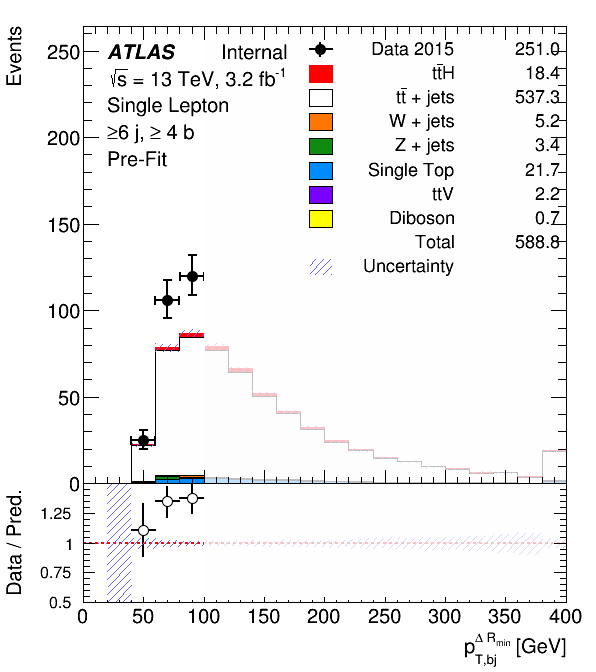 Events
ATLAS Internal
√s = 13 TeV, 3.2 fb⁻¹
Single Lepton
≥6 j, ≥ 4 b
Pre-Fit
Data 2015 251.0
tt̄H 18.4
tt̄ + jets 537.3
W + jets 5.2
Z + jets 3.4
Single Top 21.7
ttV 2.2
Diboson 0.7
Total 588.8
Uncertainty
250
200
150
100
50
0
Data / Pred.
1.25
1
0.75
0.5
0 50 100 150 200 250 300 350 400
p_{T,bj}^{Δ R_{min}} [GeV]